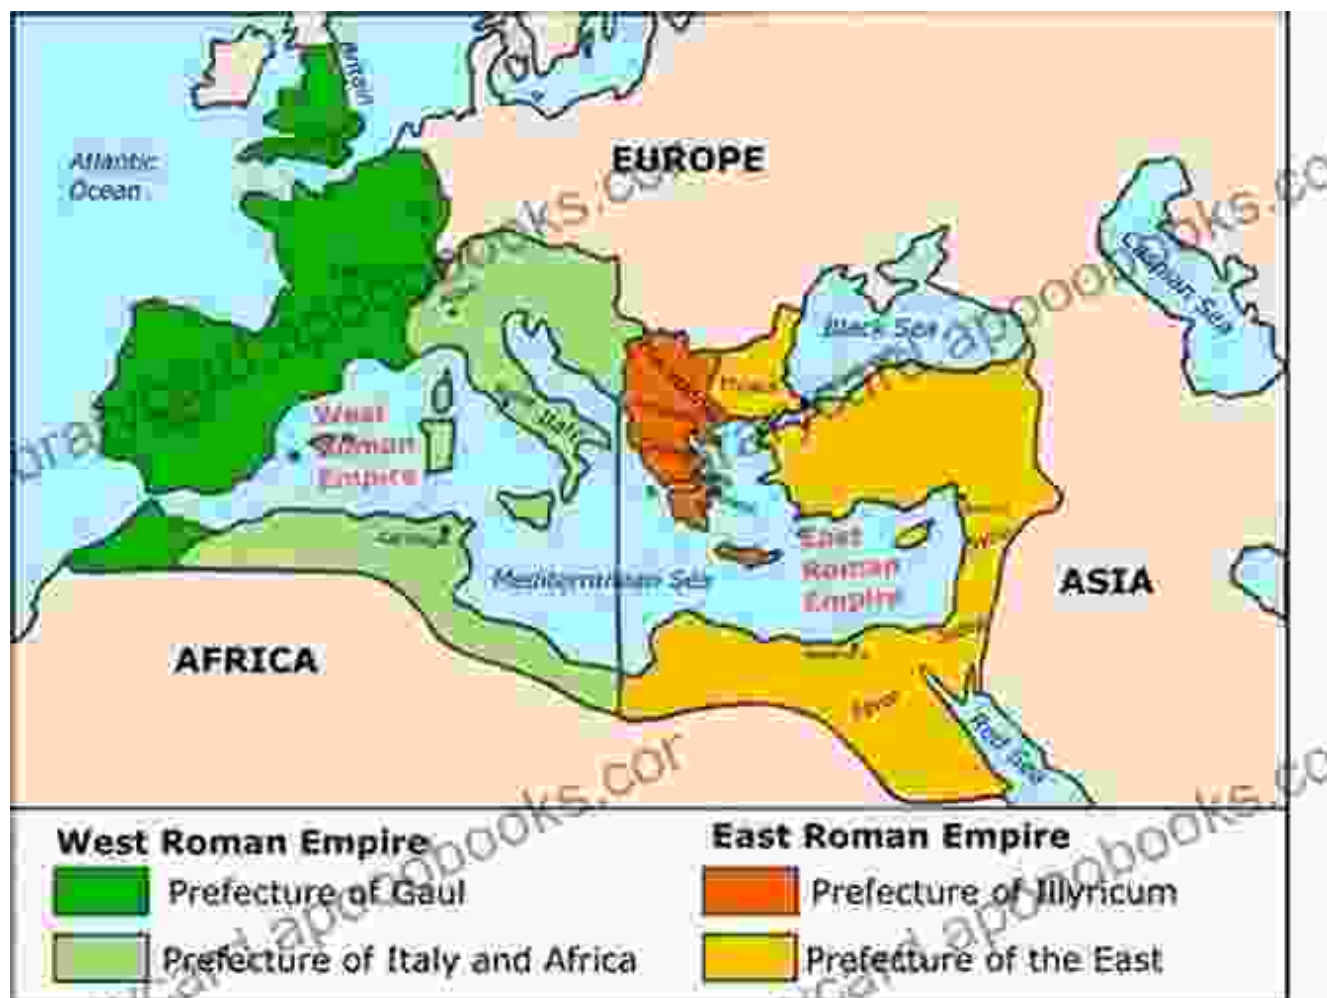 Britain
Atlantic
Ocean
EUROPE
Caspian Sea
Black Sea
Thrace
Italy
West
Roman
Empire
East
Roman
Empire
Mediterranean Sea
ASIA
AFRICA
Egypt
Red Sea
West Roman Empire
Prefecture of Gaul
Prefecture of Italy and Africa
East Roman Empire
Prefecture of Illyricum
Prefecture of the East